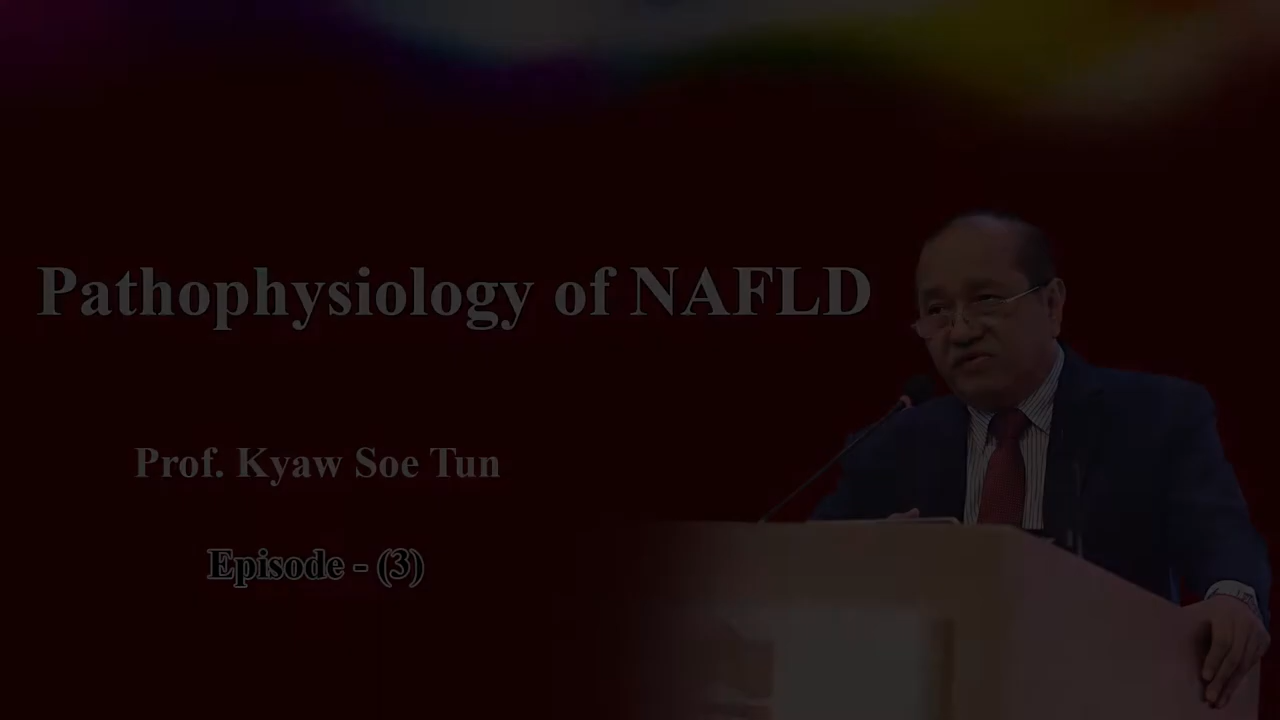 Pathophysiology of NAFLD
Prof. Kyaw Soe Tun
Episode - (3)